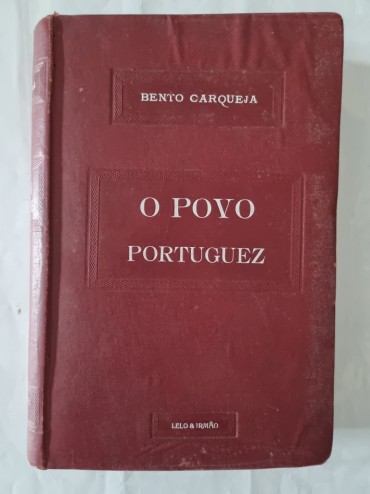 BENTO CARQUEJA
O POVO
PORTUGUEZ
LELO & IRMÃO